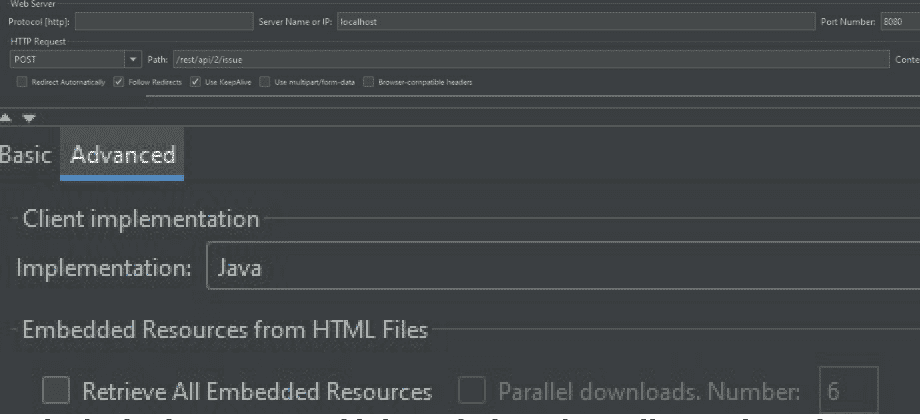 Web Server
Protocol [http]: Server Name or IP: localhost Port Number: 8080
HTTP Request
POST Path: /rest/api/2/issue Conte
Redirect Automatically Follow Redirects Use KeepAlive Use multipart/form-data Browser-compatible headers
Basic Advanced
Client implementation
Implementation: Java
Embedded Resources from HTML Files
Retrieve All Embedded Resources Parallel downloads. Number: 6